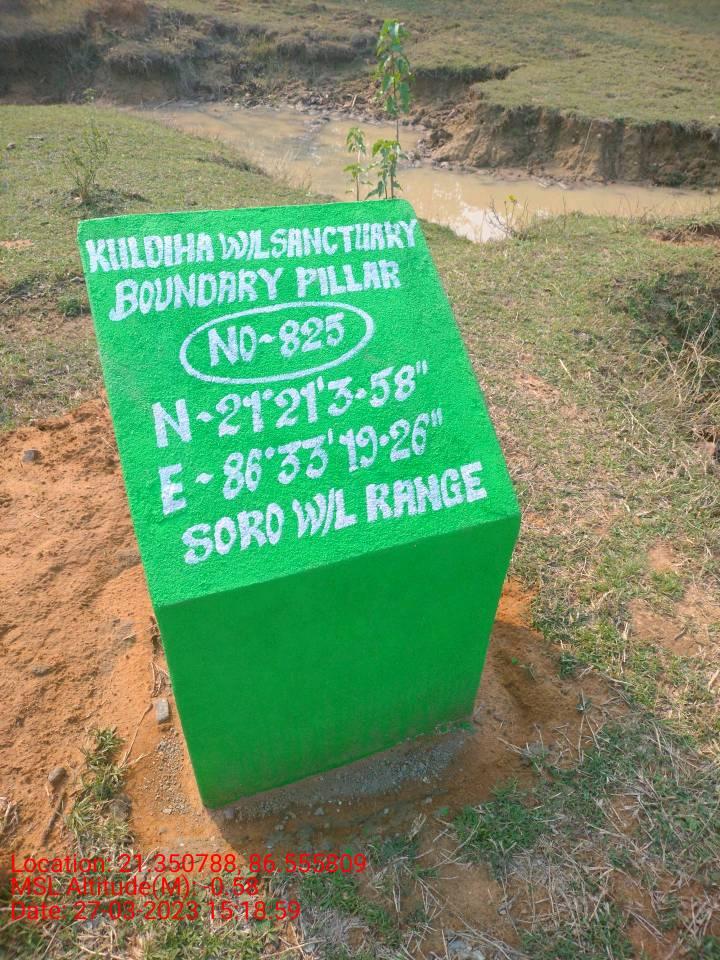 KULDIHA W/LSANCTUARY
BOUNDARY PILLAR
NO-825
N-21°21'3-58"
E-86°33'19-26"
SORO W/L RANGE
Location: 21.350788, 86.555809
MSL Altitude(M): -0.58
Date: 27-03-2023 15:18:59